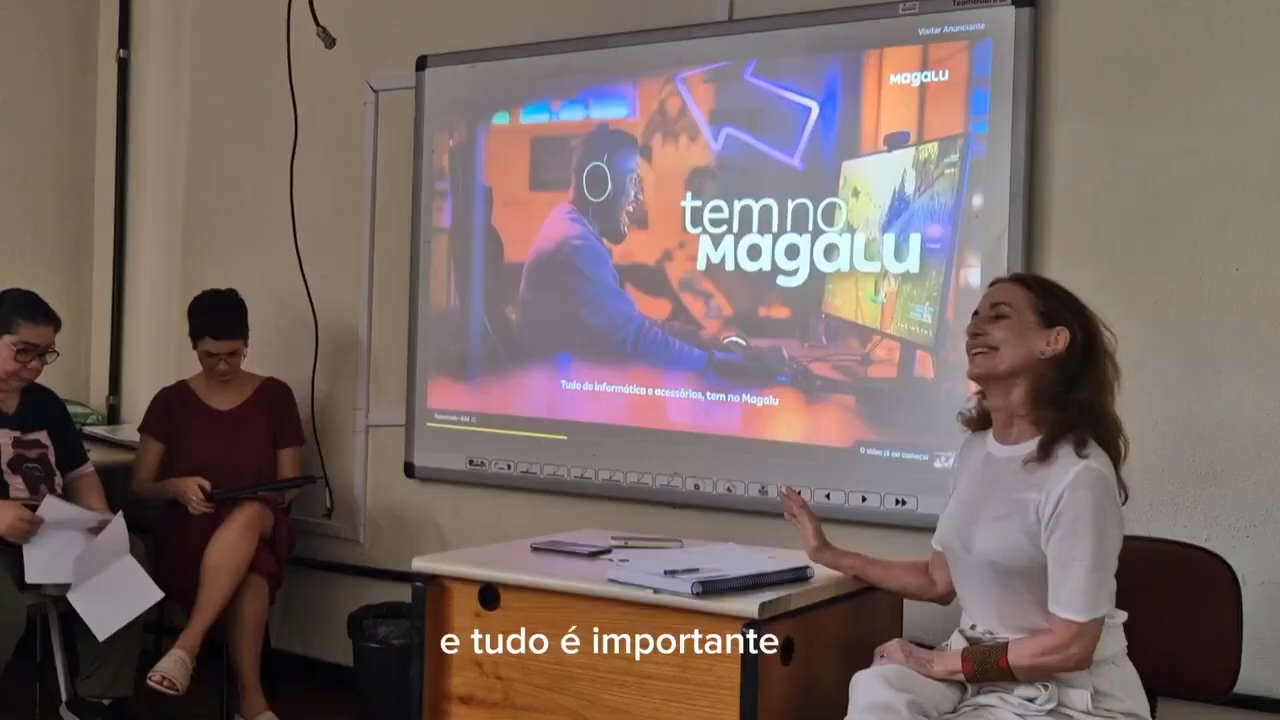 Visitar Anunciante
Magalu
tem no
Magalu
Tudo de informática e acessórios, tem no Magalu
O vídeo já vai começar
e tudo é importante